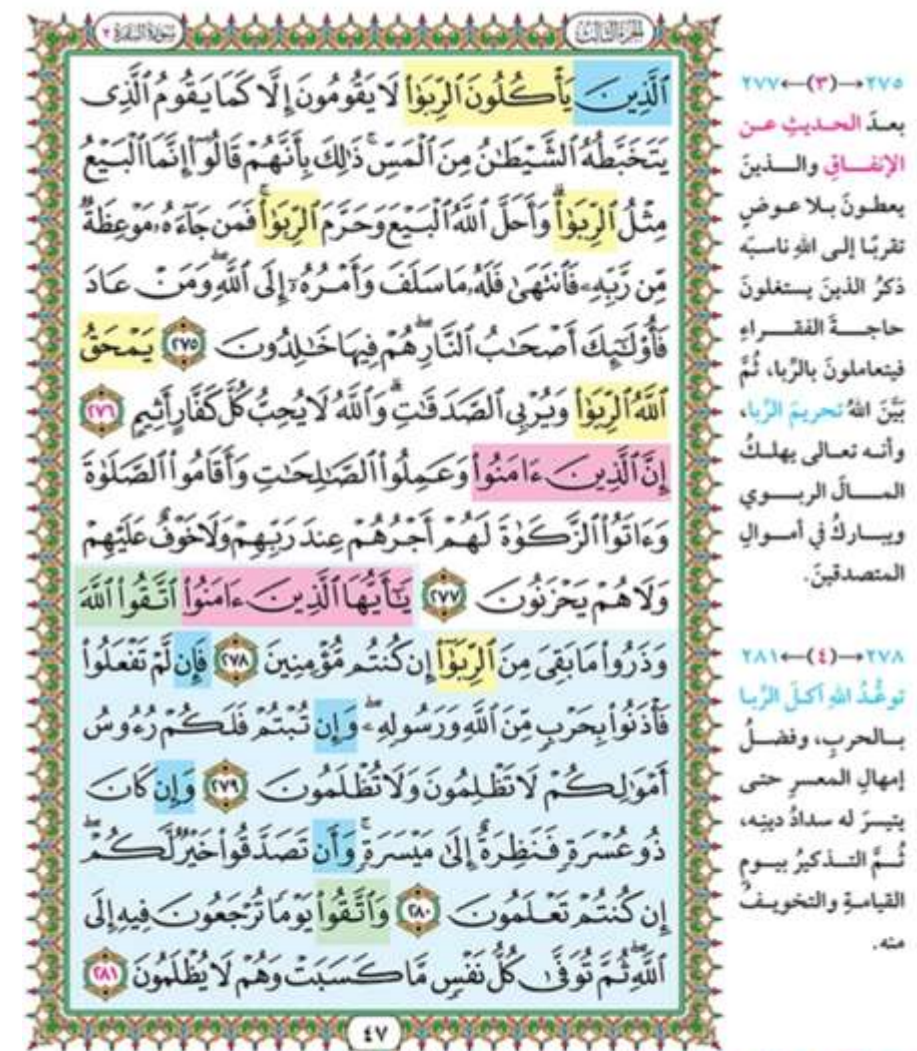 الجزء الثالث
سورة البقرة ٢
ٱلَّذِينَ يَأْكُلُونَ ٱلرِّبَوٰا۟ لَا يَقُومُونَ إِلَّا كَمَا يَقُومُ ٱلَّذِى
يَتَخَبَّطُهُ ٱلشَّيْطَٰنُ مِنَ ٱلْمَسِّ ۚ ذَٰلِكَ بِأَنَّهُمْ قَالُوٓا۟ إِنَّمَا ٱلْبَيْعُ
مِثْلُ ٱلرِّبَوٰا۟ ۗ وَأَحَلَّ ٱللَّهُ ٱلْبَيْعَ وَحَرَّمَ ٱلرِّبَوٰا۟ ۚ فَمَن جَآءَهُۥ مَوْعِظَةٌ
مِّن رَّبِّهِۦ فَٱنتَهَىٰ فَلَهُۥ مَا سَلَفَ وَأَمْرُهُۥٓ إِلَى ٱللَّهِ ۖ وَمَنْ عَادَ
فَأُو۟لَٰٓئِكَ أَصْحَٰبُ ٱلنَّارِ ۖ هُمْ فِيهَا خَٰلِدُونَ ٢٧٥ يَمْحَقُ
ٱللَّهُ ٱلرِّبَوٰا۟ وَيُرْبِى ٱلصَّدَقَٰتِ ۗ وَٱللَّهُ لَا يُحِبُّ كُلَّ كَفَّارٍ أَثِيمٍ ٢٧٦
إِنَّ ٱلَّذِينَ ءَامَنُوا۟ وَعَمِلُوا۟ ٱلصَّٰلِحَٰتِ وَأَقَامُوا۟ ٱلصَّلَوٰةَ
وَءَاتَوُا۟ ٱلزَّكَوٰةَ لَهُمْ أَجْرُهُمْ عِندَ رَبِّهِمْ وَلَا خَوْفٌ عَلَيْهِمْ
وَلَا هُمْ يَحْزَنُونَ ٢٧٧ يَٰٓأَيُّهَا ٱلَّذِينَ ءَامَنُوا۟ ٱتَّقُوا۟ ٱللَّهَ
وَذَرُوا۟ مَا بَقِىَ مِنَ ٱلرِّبَوٰٓا۟ إِن كُنتُم مُّؤْمِنِينَ ٢٧٨ فَإِن لَّمْ تَفْعَلُوا۟
فَأْذَنُوا۟ بِحَرْبٍ مِّنَ ٱللَّهِ وَرَسُولِهِۦ ۖ وَإِن تُبْتُمْ فَلَكُمْ رُءُوسُ
أَمْوَٰلِكُمْ لَا تَظْلِمُونَ وَلَا تُظْلَمُونَ ٢٧٩ وَإِن كَانَ
ذُو عُسْرَةٍ فَنَظِرَةٌ إِلَىٰ مَيْسَرَةٍ ۚ وَأَن تَصَدَّقُوا۟ خَيْرٌ لَّكُمْ ۖ
إِن كُنتُمْ تَعْلَمُونَ ٢٨٠ وَٱتَّقُوا۟ يَوْمًا تُرْجَعُونَ فِيهِ إِلَى
ٱللَّهِ ۖ ثُمَّ تُوَفَّىٰ كُلُّ نَفْسٍ مَّا كَسَبَتْ وَهُمْ لَا يُظْلَمُونَ ٢٨١
٤٧
٢٧٥→(٣)←٢٧٧
بعدَ الحديثِ عن
الإنفاقِ والذينَ
يعطونَ بلا عوضٍ
تقربًا إلى اللهِ ناسبَه
ذكرُ الذينَ يستغلونَ
حاجةَ الفقراءِ
فيتعاملونَ بالرِّبا، ثُمَّ
بَيَّنَ اللهُ تحريمَ الرِّبا،
وأنه تعالى يهلكُ
المالَ الربوي
ويباركُ في أموالِ
المتصدقينَ.
٢٧٨→(٤)←٢٨١
توعُّدُ اللهِ آكلَ الرِّبا
بالحربِ، وفضلُ
إمهالِ المعسرِ حتى
يتيسرَ له سدادُ دينِه،
ثُمَّ التذكيرُ بيومِ
القيامةِ والتخويفُ
منه.